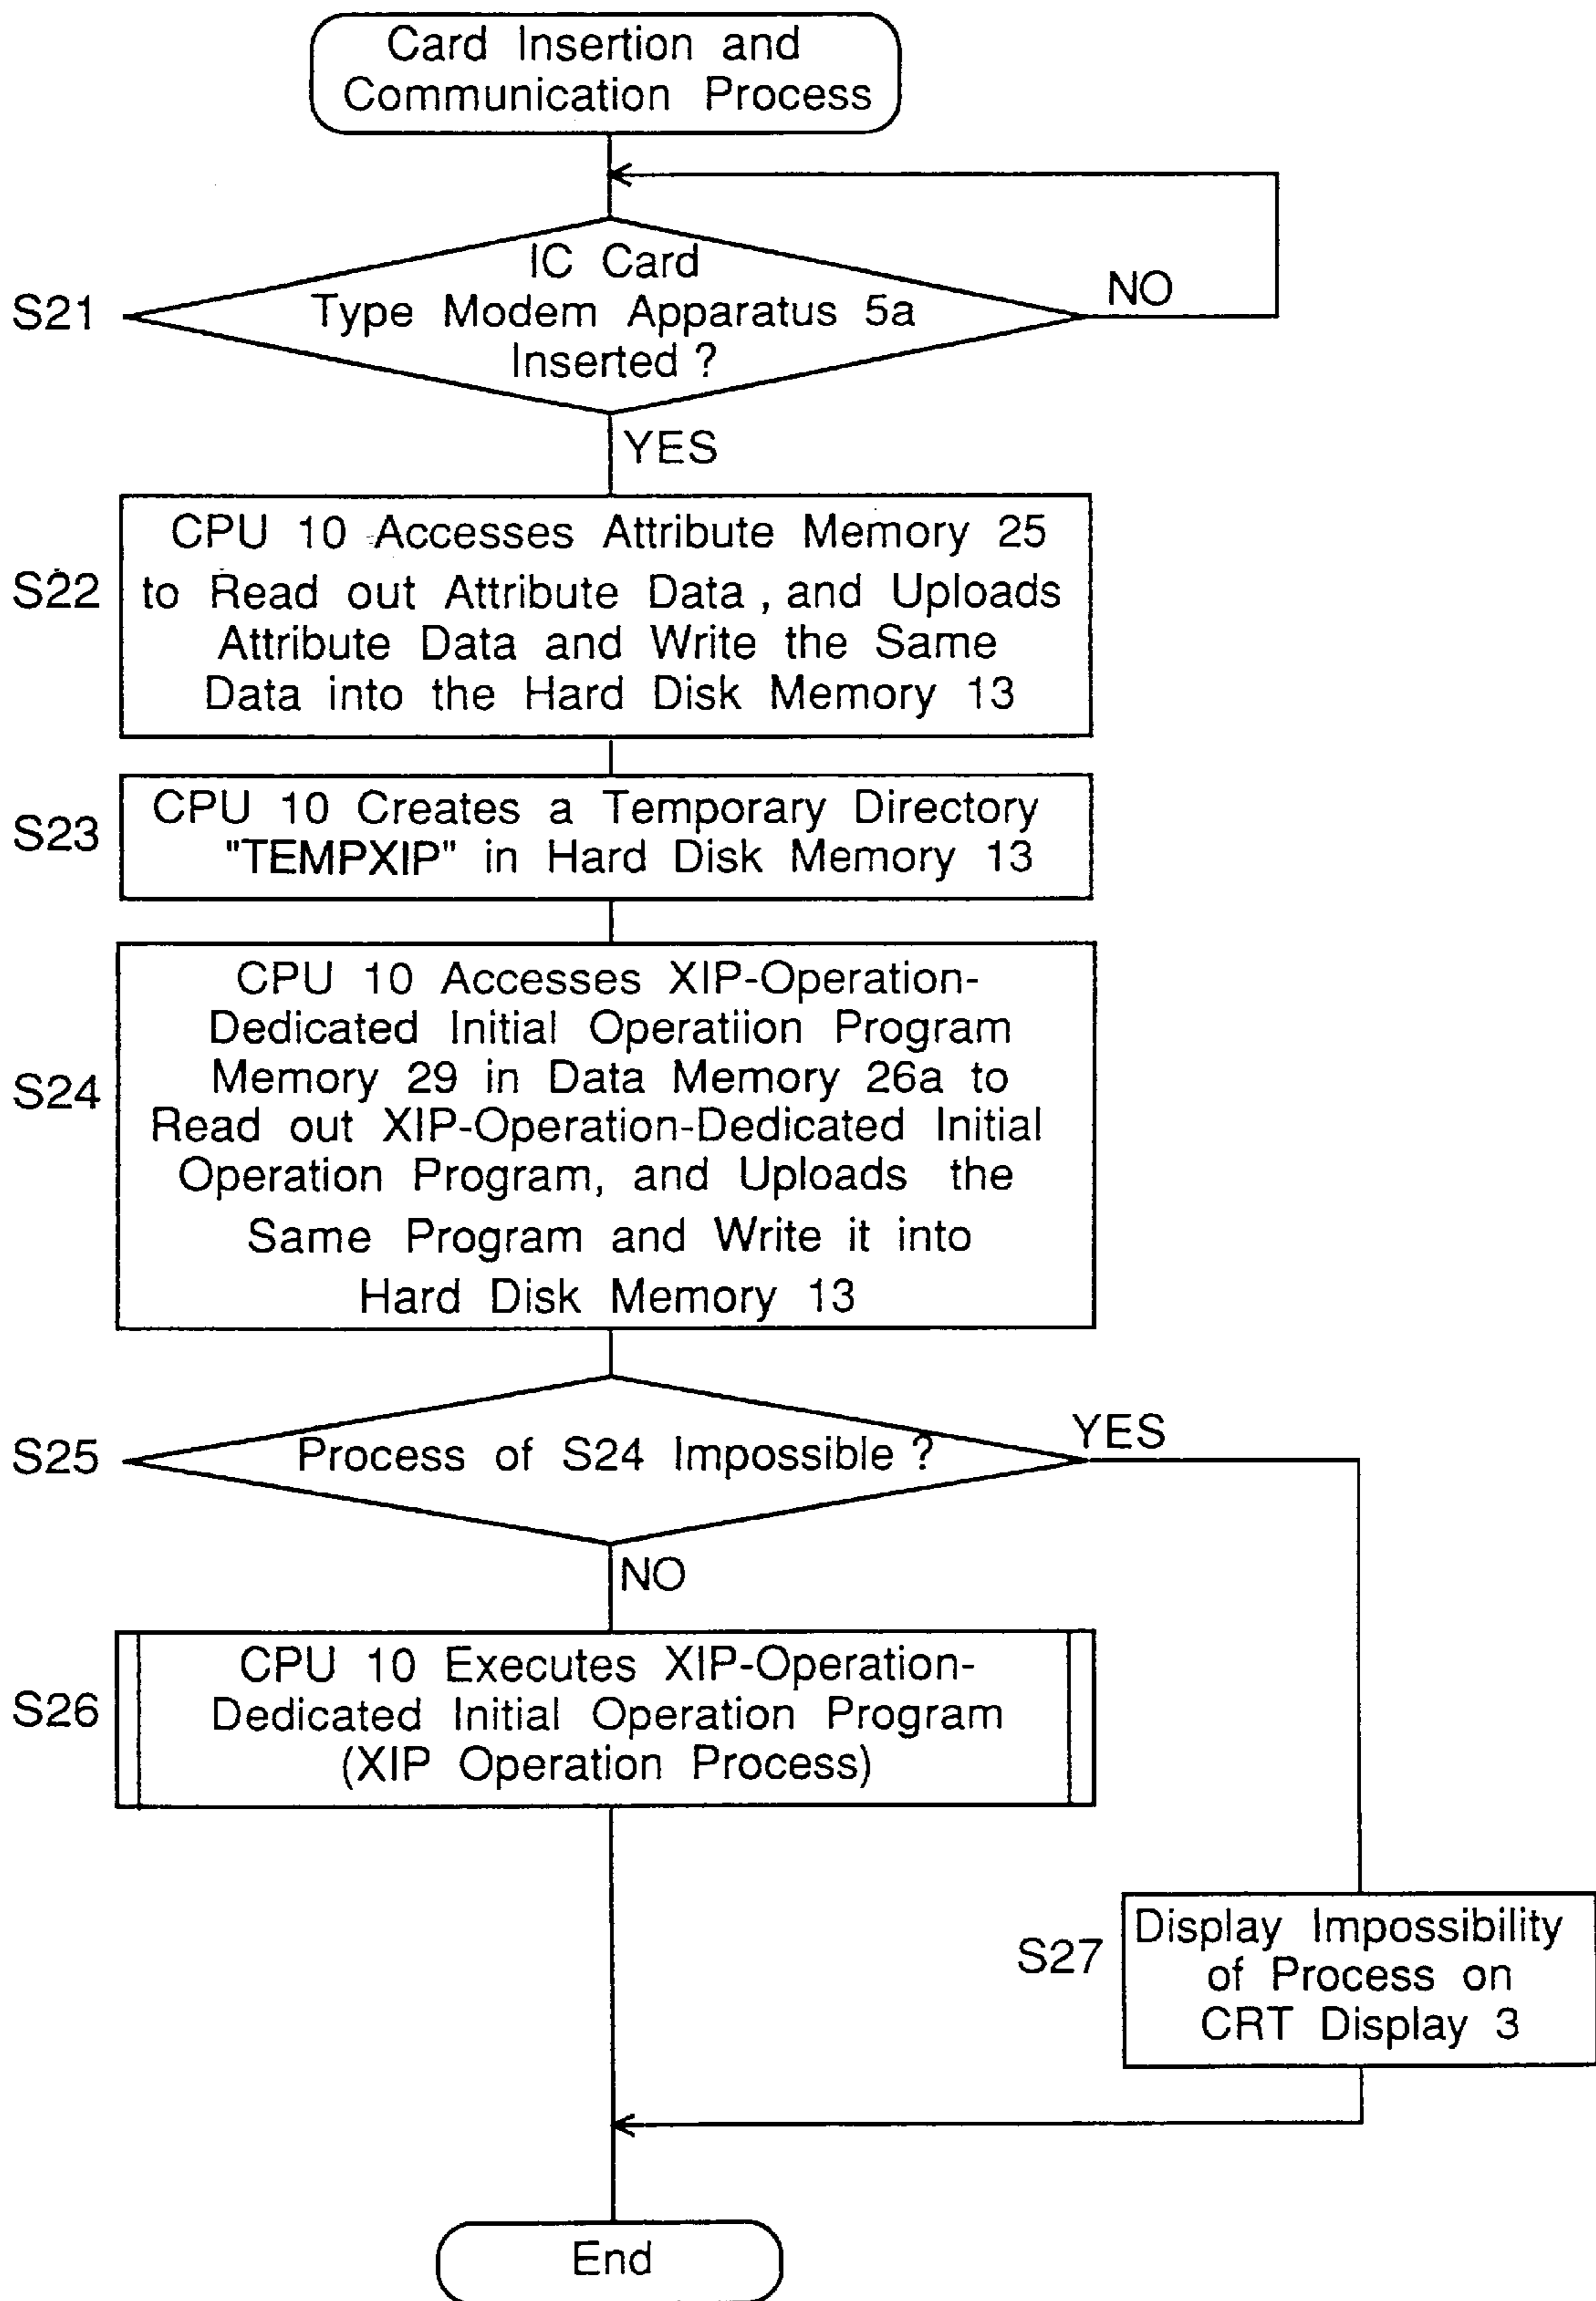 Card Insertion and
Communication Process
IC Card
Type Modem Apparatus 5a
Inserted ?
NO
S21
YES
CPU 10 Accesses Attribute Memory 25
to Read out Attribute Data , and Uploads
Attribute Data and Write the Same
Data into the Hard Disk Memory 13
S22
CPU 10 Creates a Temporary Directory
"TEMPXIP" in Hard Disk Memory 13
S23
CPU 10 Accesses XIP-Operation-
Dedicated Initial Operatiion Program
Memory 29 in Data Memory 26a to
Read out XIP-Operation-Dedicated Initial
Operation Program, and Uploads the
Same Program and Write it into
Hard Disk Memory 13
S24
Process of S24 Impossible ?
YES
S25
NO
CPU 10 Executes XIP-Operation-
Dedicated Initial Operation Program
(XIP Operation Process)
S26
Display Impossibility
of Process on
CRT Display 3
S27
End